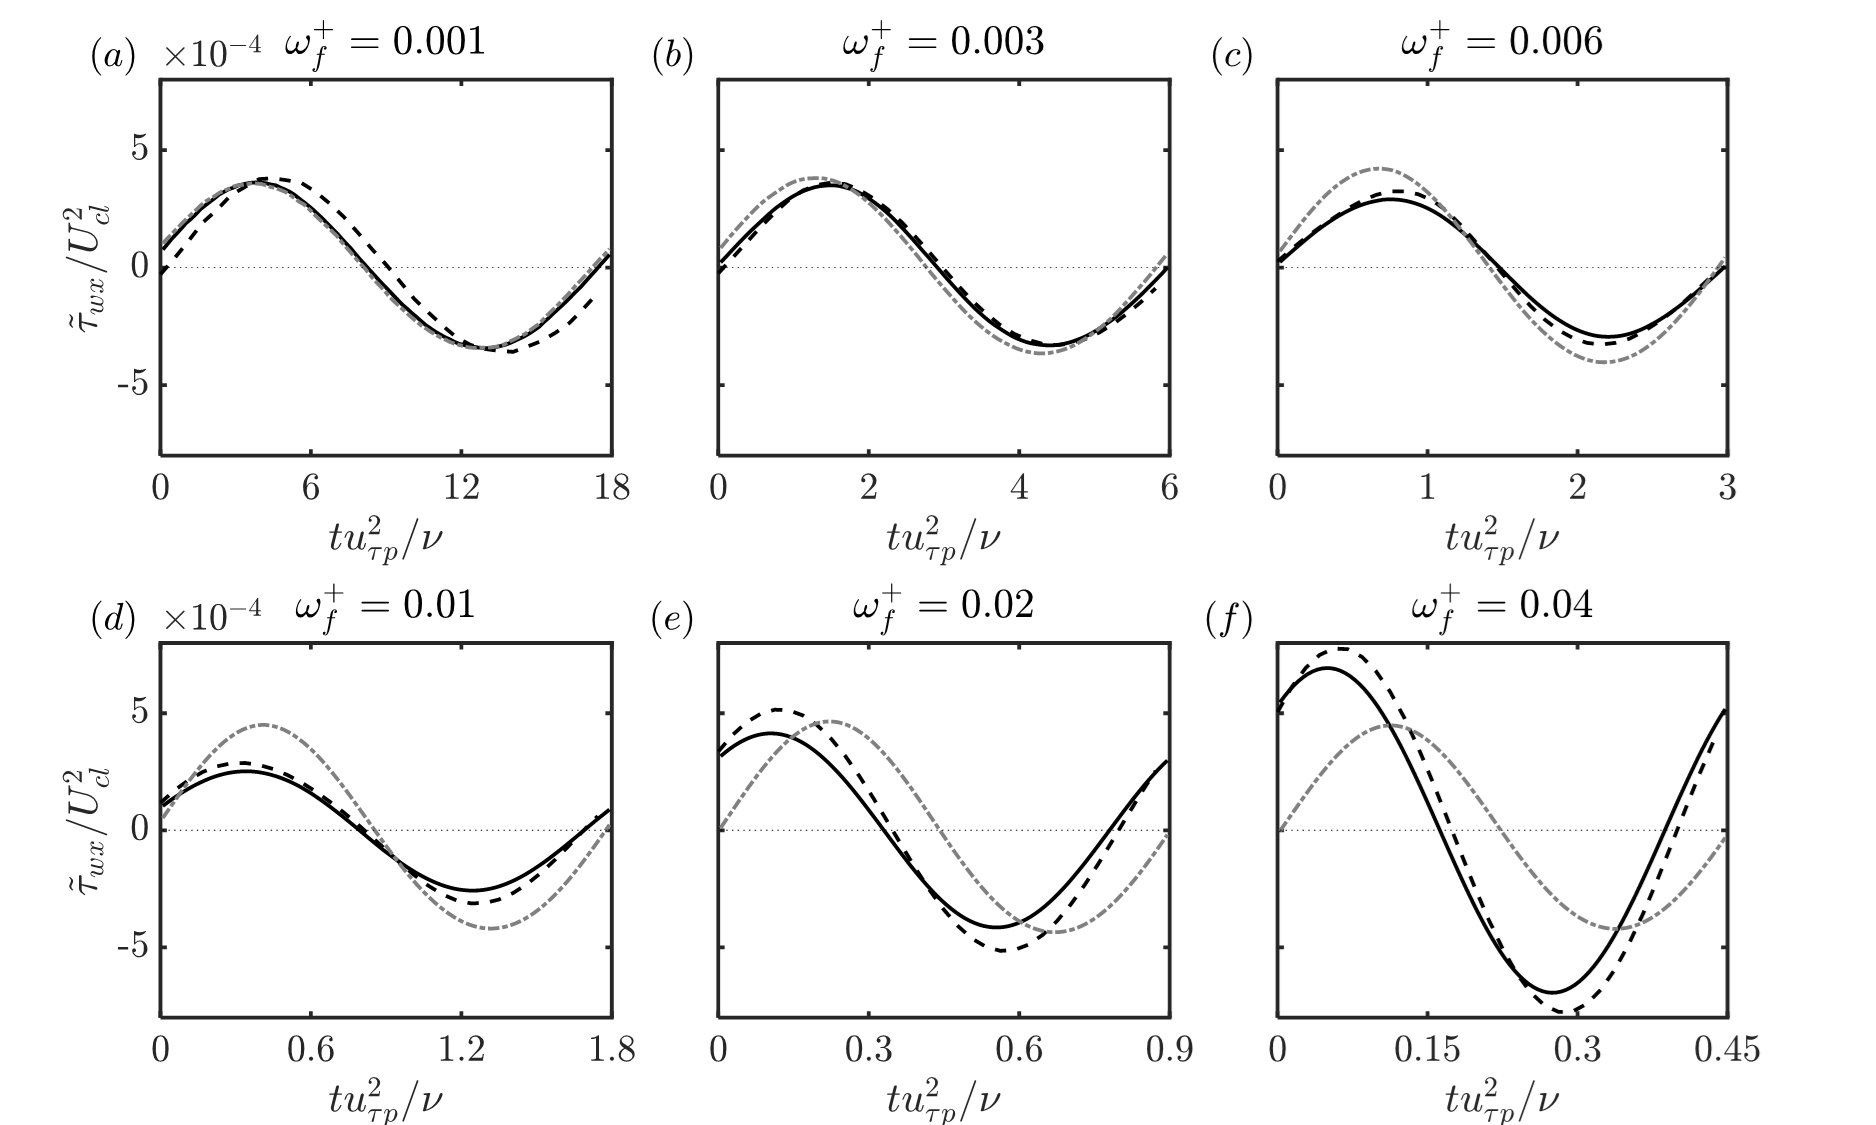 (a) ×10⁻⁴ ω_f^+ = 0.001
(b) ω_f^+ = 0.003
(c) ω_f^+ = 0.006
5
0
-5
τ̃_wx/U_cl^2
0 6 12 18
0 2 4 6
0 1 2 3
tu_τp^2/ν
tu_τp^2/ν
tu_τp^2/ν
(d) ×10⁻⁴ ω_f^+ = 0.01
(e) ω_f^+ = 0.02
(f) ω_f^+ = 0.04
5
0
-5
τ̃_wx/U_cl^2
0 0.6 1.2 1.8
0 0.3 0.6 0.9
0 0.15 0.3 0.45
tu_τp^2/ν
tu_τp^2/ν
tu_τp^2/ν